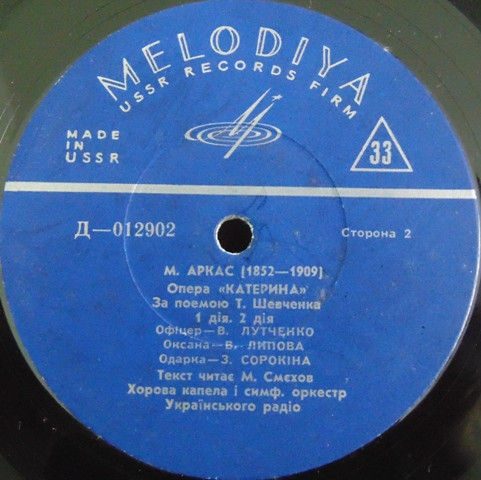 MELODIYA
USSR RECORDS FIRM
MADE
IN
USSR
33
Д—012902
Сторона 2
М. АРКАС (1852—1909)
Опера «КАТЕРИНА»
За поемою Т. Шевченка
1 дія. 2 дія
Офіцер—В. ЛУТЧЕНКО
Оксана—В. ЛИПОВА
Одарка—З. СОРОКІНА
Текст читає М. Смєхов
Хорова капела і симф. оркестр
Українського радіо